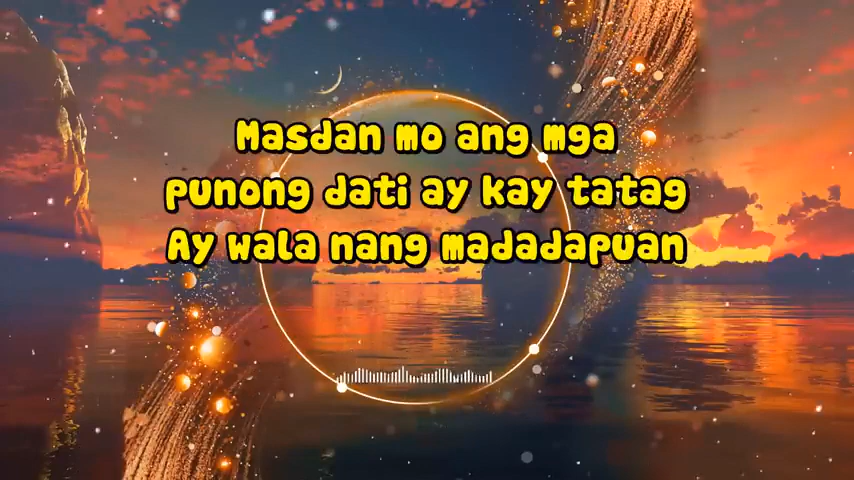 Masdan mo ang mga
punong dati ay kay tatag
Ay wala nang madadapuan